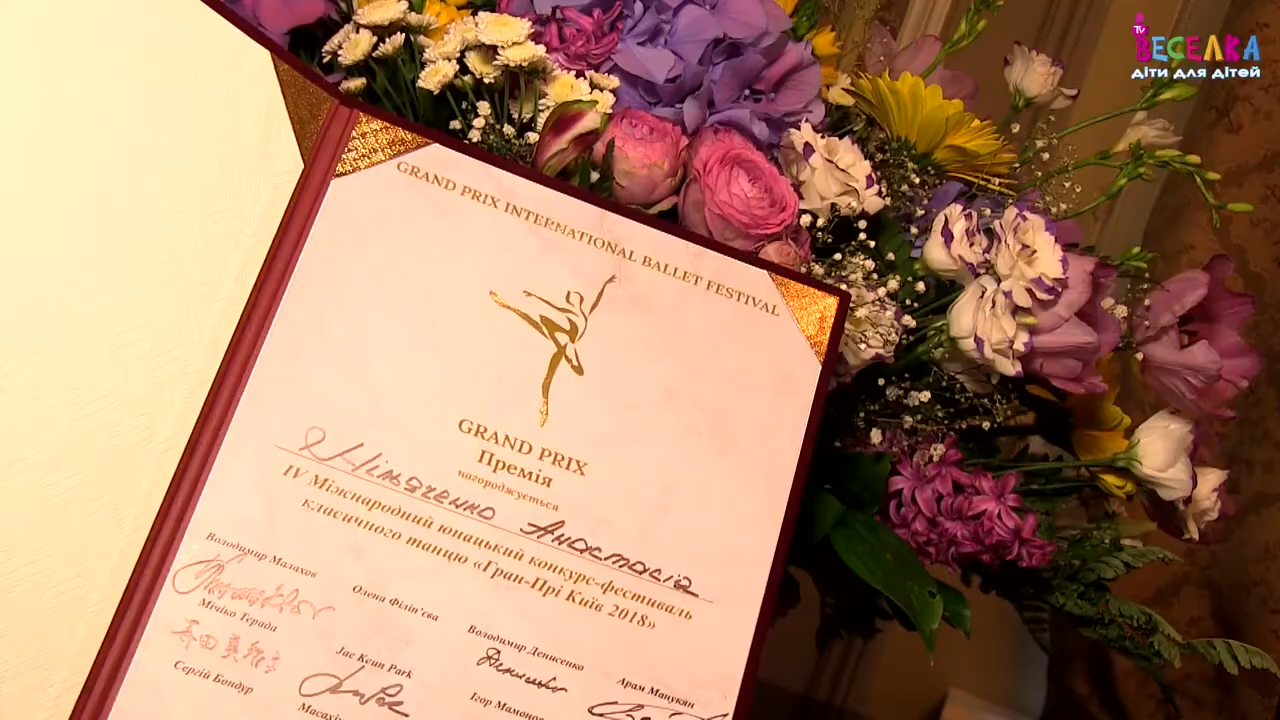 Tv
ВЕСЕЛКА
діти для дітей
GRAND PRIX INTERNATIONAL BALLET FESTIVAL
GRAND PRIX
Премія
нагороджується
Анастасія
IV Міжнародний юнацький конкурс-фестиваль
класичного танцю «Гран-Прі Київ 2018»
Володимир Малахов
Олена Філіп'єва
Володимир Денисенко
Арам Манукян
Мічіко Терада
Jae Keun Park
Ігор Мамонов
Сергій Бондур